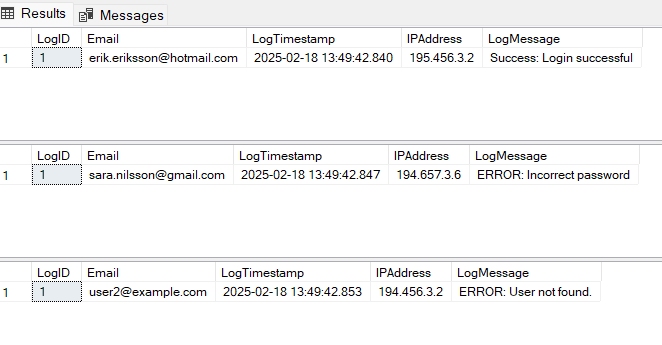 Results Messages
LogID Email LogTimestamp IPAddress LogMessage
1 1 erik.eriksson@hotmail.com 2025-02-18 13:49:42.840 195.456.3.2 Success: Login successful
LogID Email LogTimestamp IPAddress LogMessage
1 1 sara.nilsson@gmail.com 2025-02-18 13:49:42.847 194.657.3.6 ERROR: Incorrect password
LogID Email LogTimestamp IPAddress LogMessage
1 1 user2@example.com 2025-02-18 13:49:42.853 194.456.3.2 ERROR: User not found.